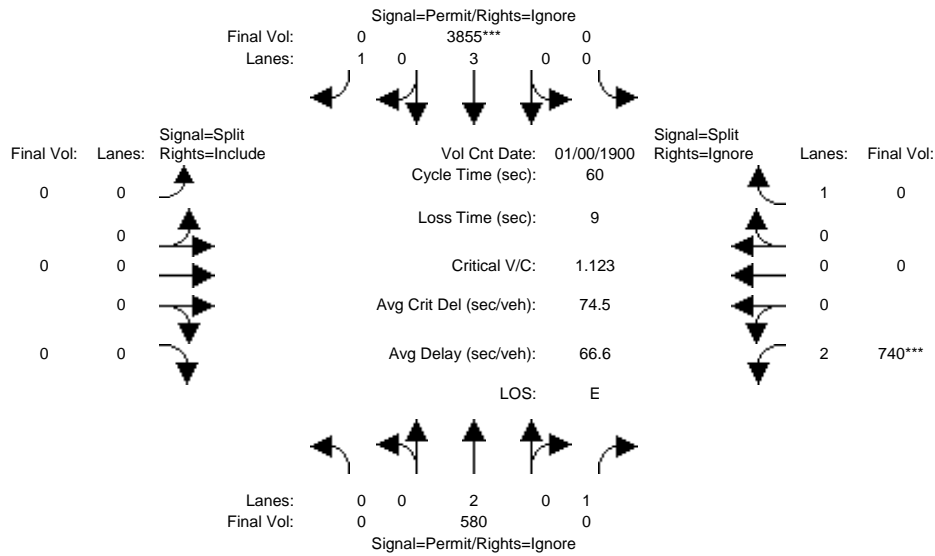 Signal=Permit/Rights=Ignore
Final Vol: 0 3855*** 0
Lanes: 1 0 3 0 0
Signal=Split Signal=Split
Final Vol: Lanes: Rights=Include Vol Cnt Date: 01/00/1900 Rights=Ignore Lanes: Final Vol:
Cycle Time (sec): 60
0 0 1 0
Loss Time (sec): 9
0 0
0 0 Critical V/C: 1.123 0 0
0 Avg Crit Del (sec/veh): 74.5 0
0 0 Avg Delay (sec/veh): 66.6 2 740***
LOS: E
Lanes: 0 0 2 0 1
Final Vol: 0 580 0
Signal=Permit/Rights=Ignore